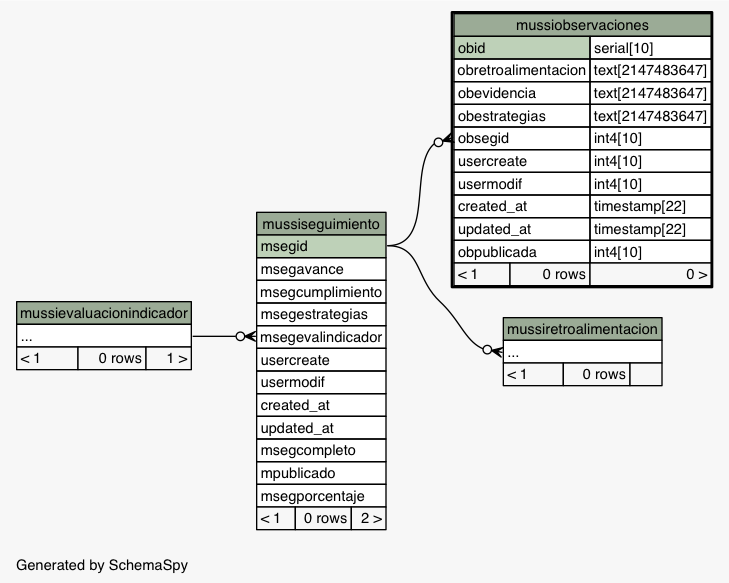 mussiobservaciones
obid serial[10]
obretroalimentacion text[2147483647]
obevidencia text[2147483647]
obestrategias text[2147483647]
obsegid int4[10]
usercreate int4[10]
usermodif int4[10]
created_at timestamp[22]
updated_at timestamp[22]
obpublicada int4[10]
< 1 0 rows 0 >
mussiseguimiento
msegid
msegavance
msegcumplimiento
msegestrategias
msegevalindicador
usercreate
usermodif
created_at
updated_at
msegcompleto
mpublicado
msegporcentaje
< 1 0 rows 2 >
mussievaluacionindicador
...
< 1 0 rows 1 >
mussiretroalimentacion
...
< 1 0 rows
Generated by SchemaSpy